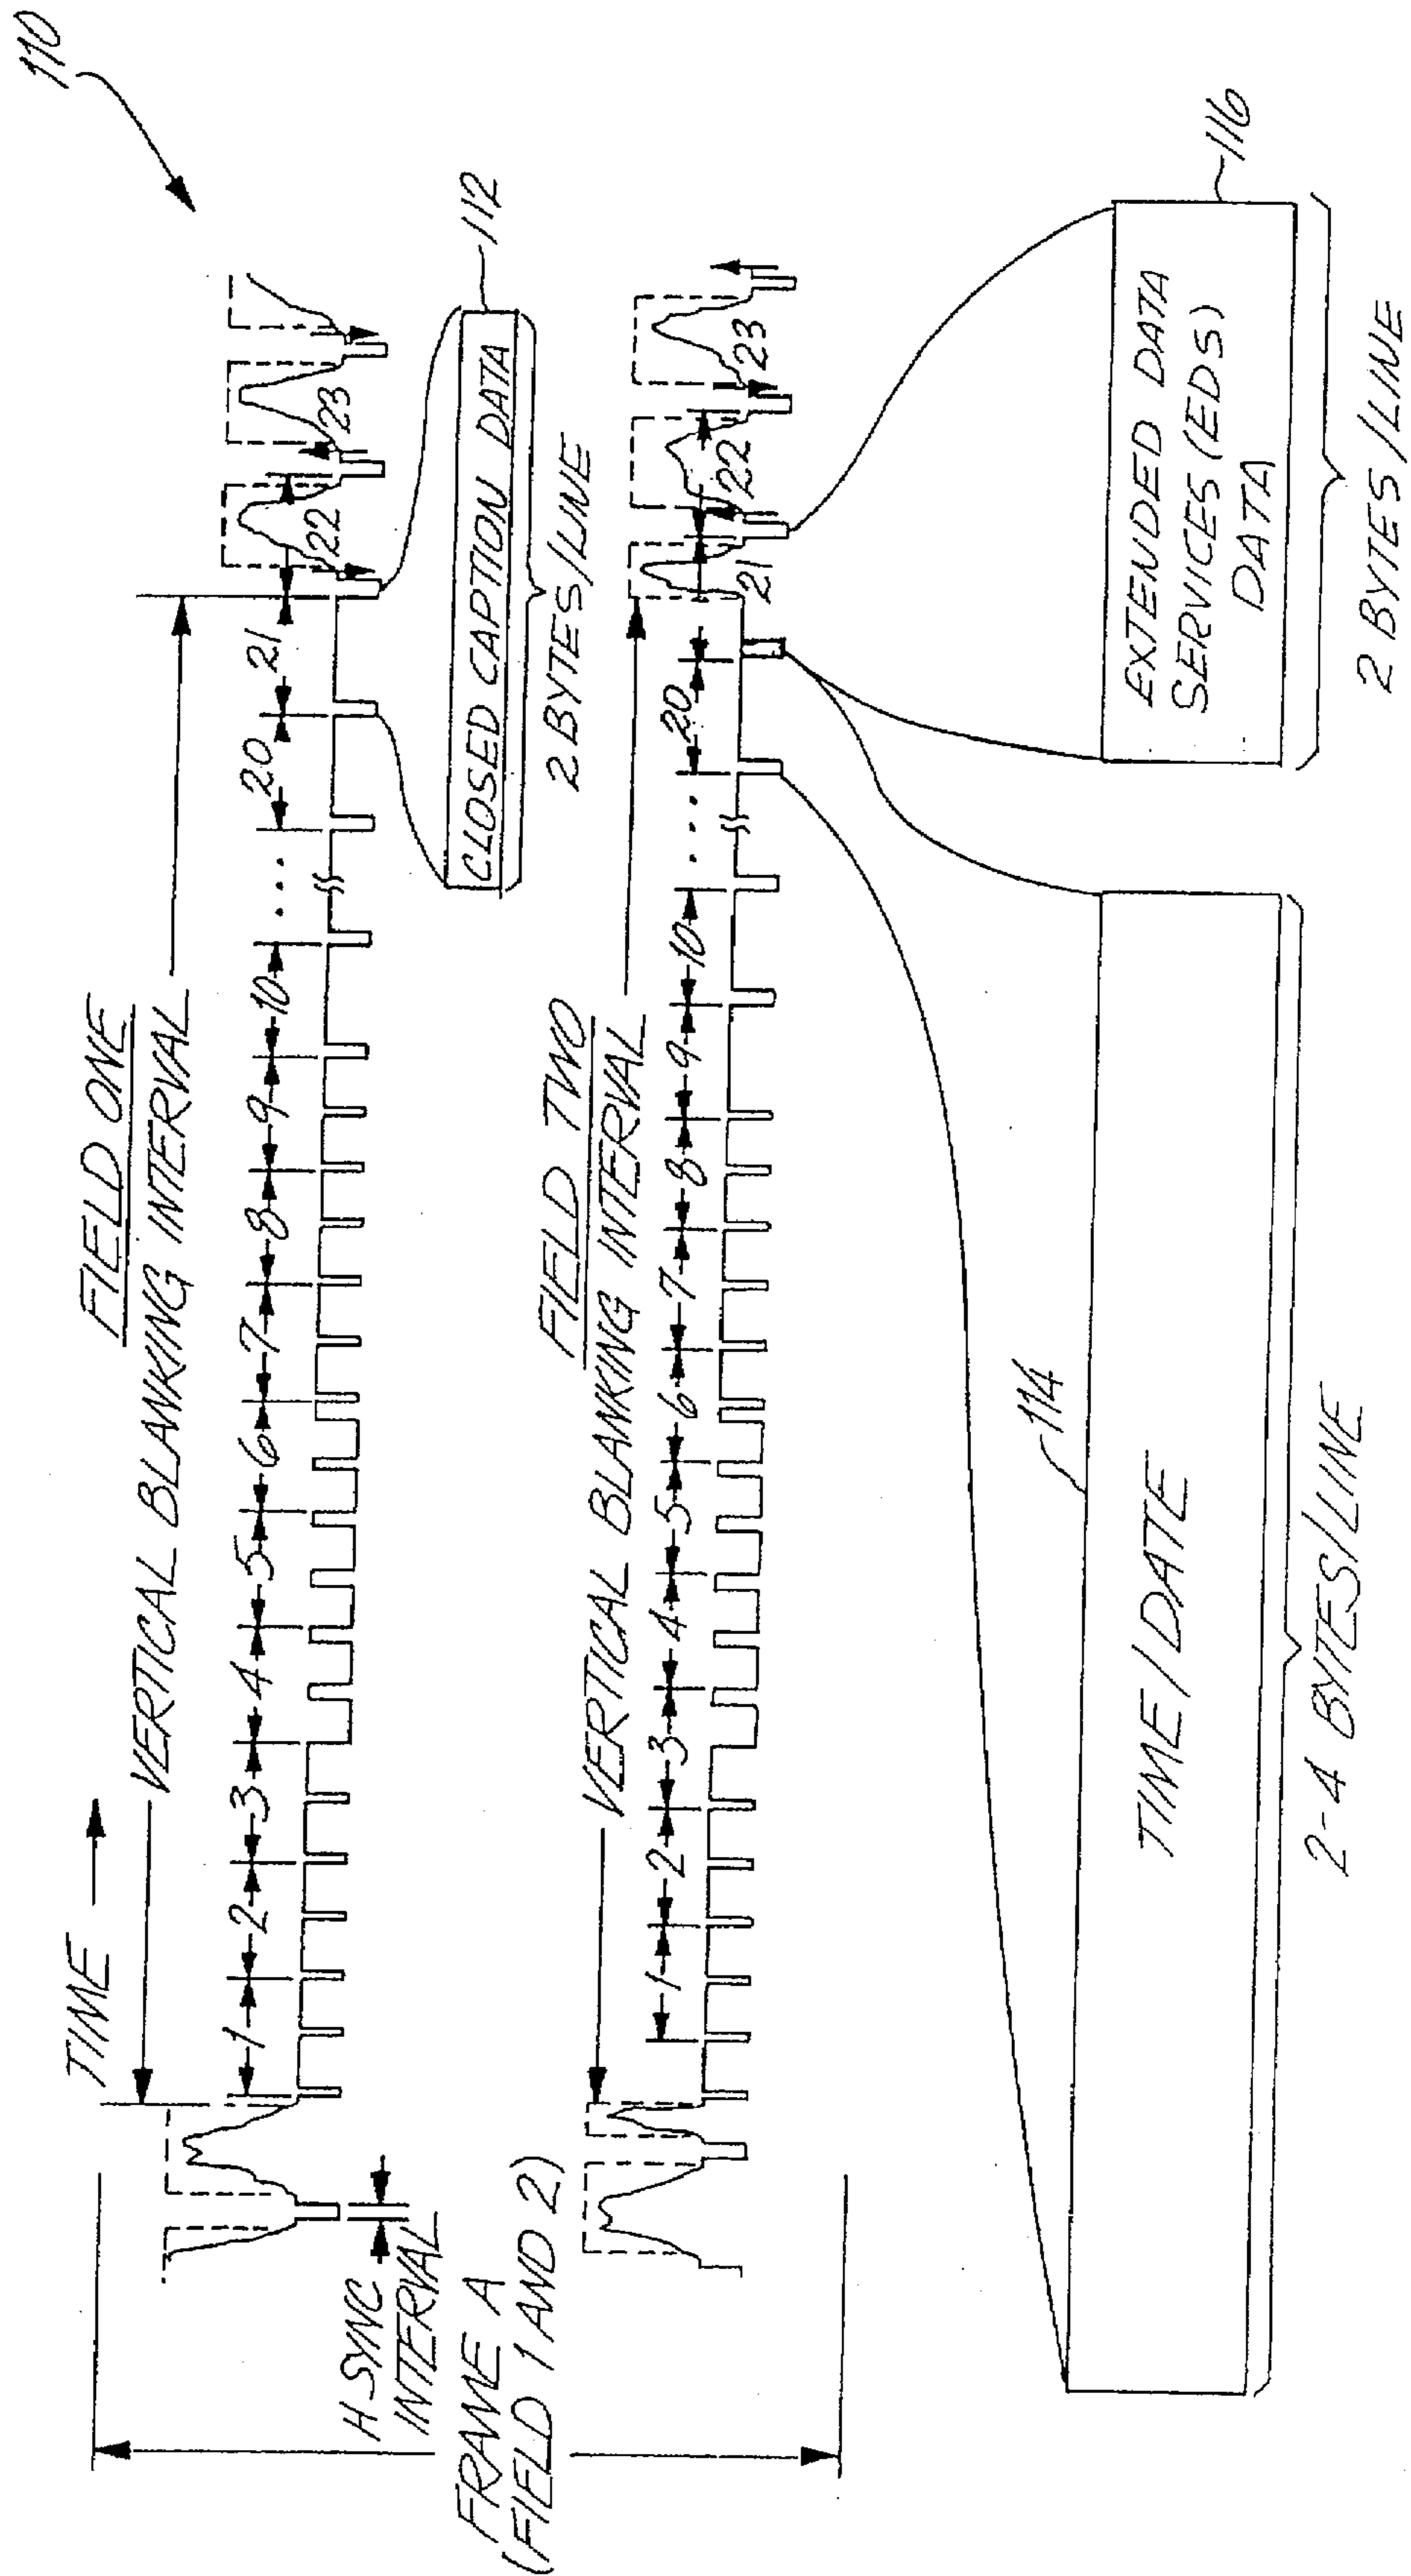 110
TIME
FIELD ONE
VERTICAL BLANKING INTERVAL
1 2 3 4 5 6 7 8 9 10 ... 20 21 22 23
H SYNC
INTERVAL
112
CLOSED CAPTION DATA
2 BYTES/LINE
FRAME A
(FIELD 1 AND 2)
FIELD TWO
VERTICAL BLANKING INTERVAL
1 2 3 4 5 6 7 8 9 10 ... 20 21 22 23
114
TIME/DATE
2-4 BYTES/LINE
116
EXTENDED DATA
SERVICES (EDS)
DATA
2 BYTES/LINE